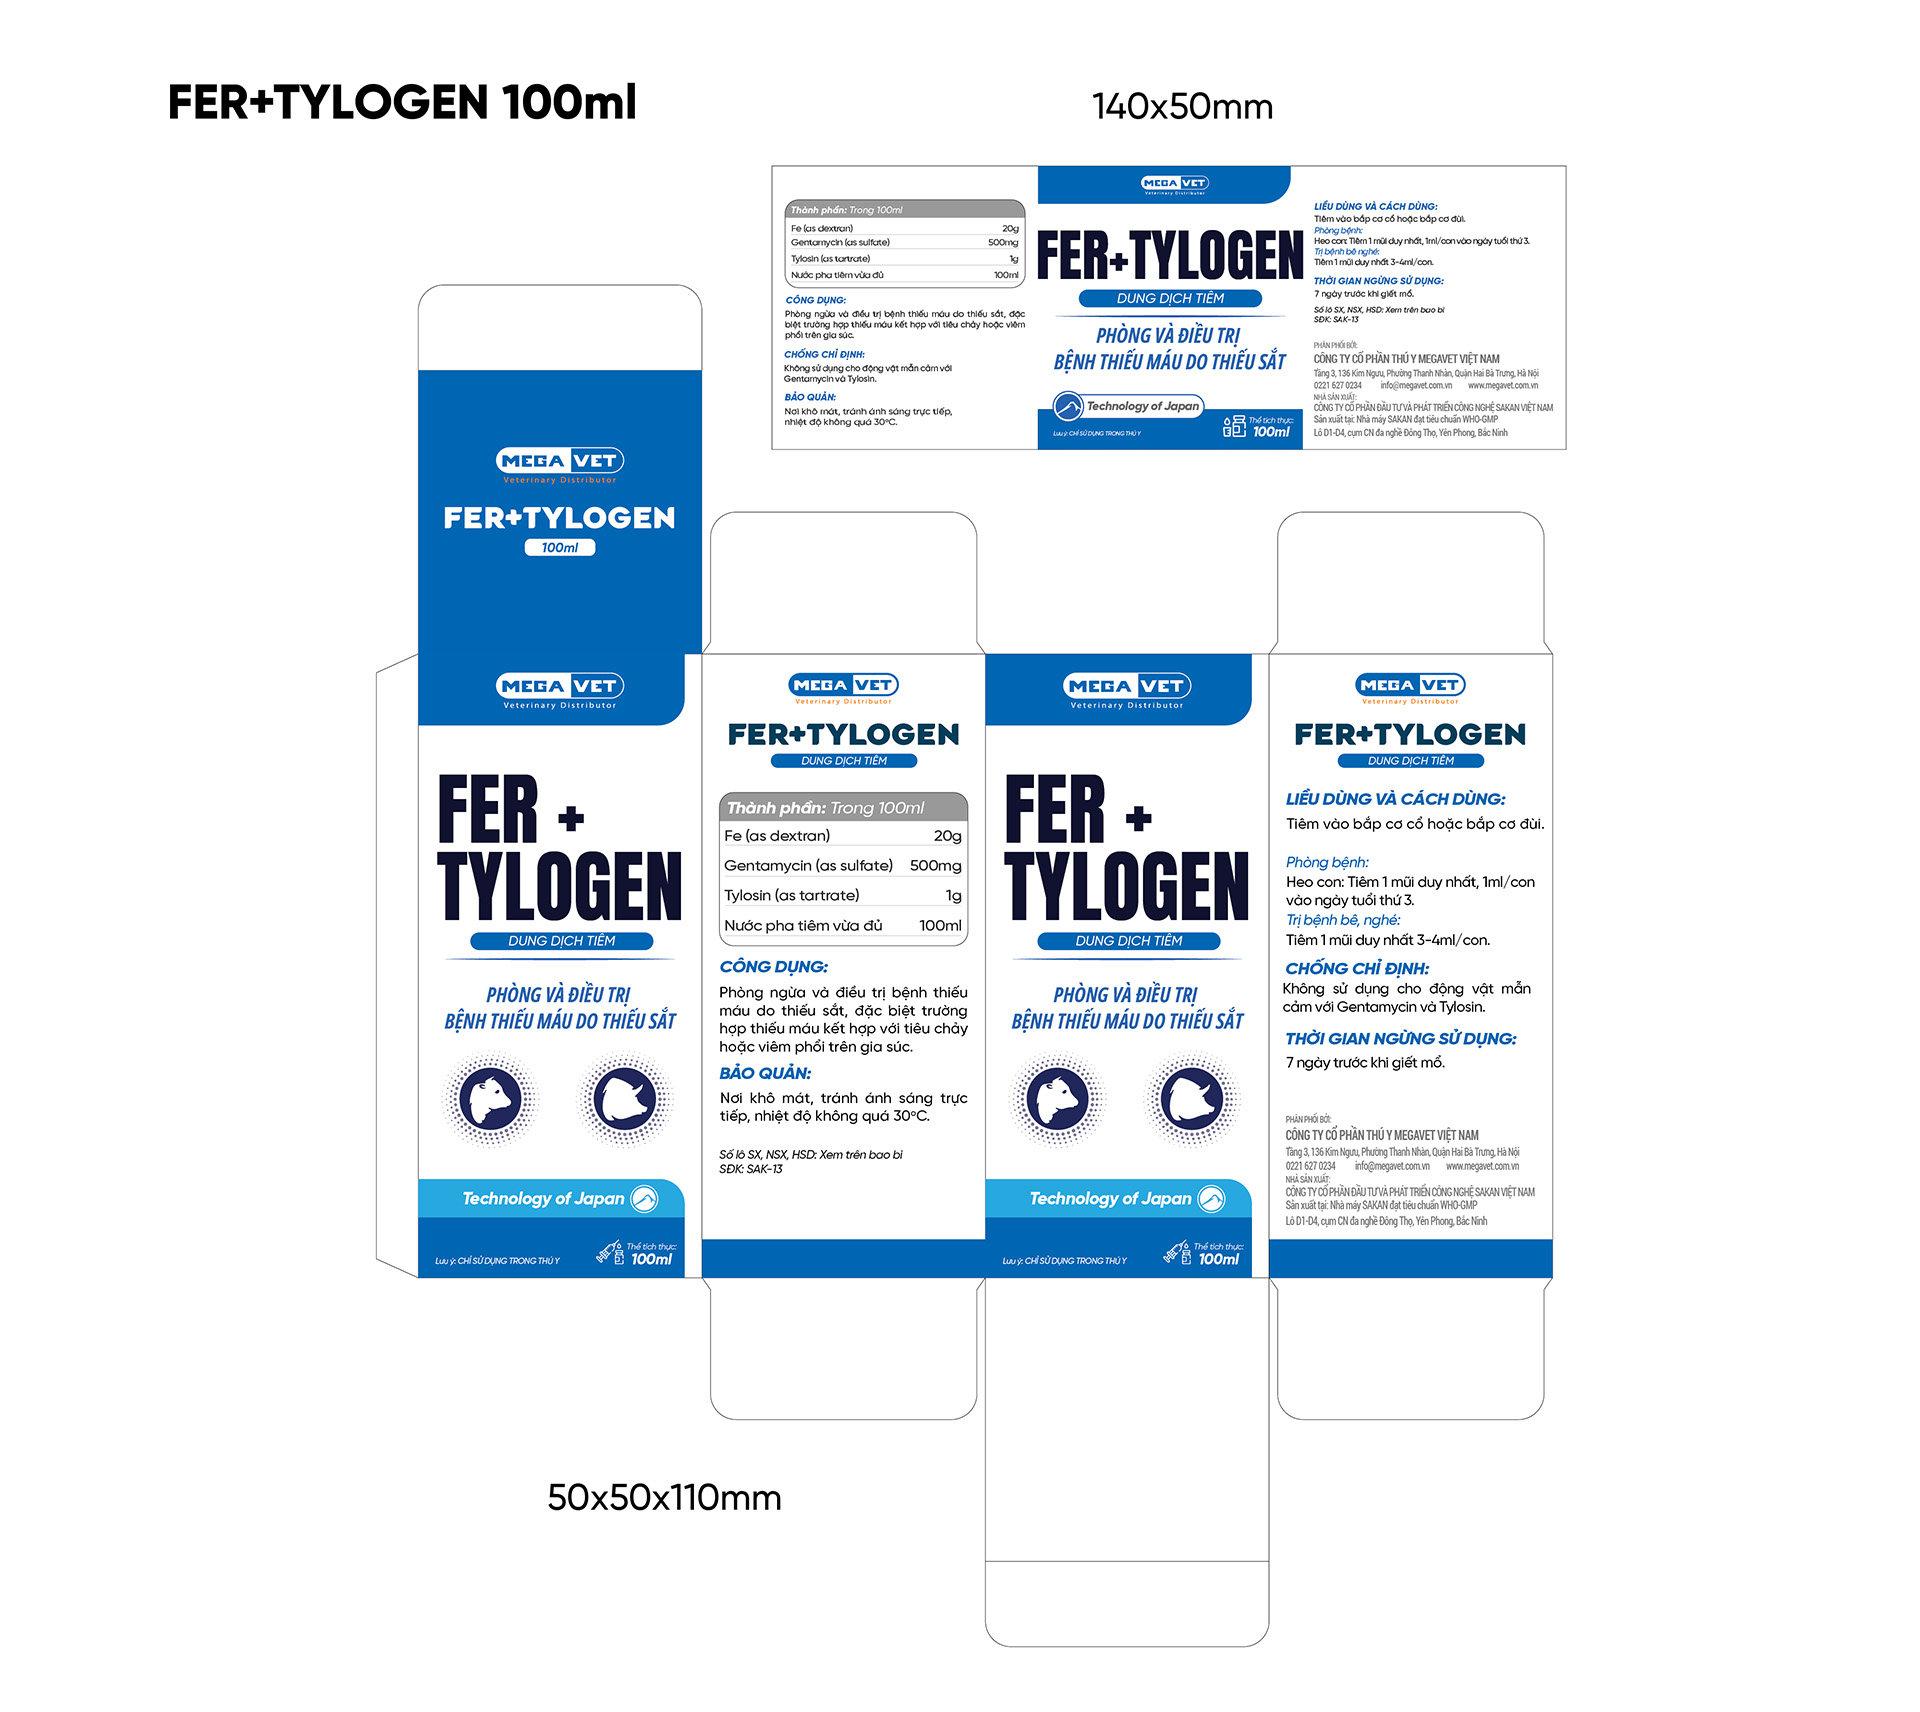 FER+TYLOGEN 100ml
140x50mm
Thành phần: Trong 100ml
Fe (as dextran) 20g
Gentamycin (as sulfate) 500mg
Tylosin (as tartrate) 1g
Nước pha tiêm vừa đủ 100ml
CÔNG DỤNG:
Phòng ngừa và điều trị bệnh thiếu máu do thiếu sắt, đặc
biệt trường hợp thiếu máu kết hợp với tiêu chảy hoặc viêm
phổi trên gia súc.
CHỐNG CHỈ ĐỊNH:
Không sử dụng cho động vật mẫn cảm với
Gentamycin và Tylosin.
BẢO QUẢN:
Nơi khô mát, tránh ánh sáng trực tiếp,
nhiệt độ không quá 30°C.
MEGA VET
Veterinary Distributor
FER+TYLOGEN
DUNG DỊCH TIÊM
PHÒNG VÀ ĐIỀU TRỊ
BỆNH THIẾU MÁU DO THIẾU SẮT
Technology of Japan
Lưu ý: CHỈ SỬ DỤNG TRONG THÚ Y
Thể tích thực:
100ml
LIỀU DÙNG VÀ CÁCH DÙNG:
Tiêm vào bắp cơ cổ hoặc bắp cơ đùi.
Phòng bệnh:
Heo con: Tiêm 1 mũi duy nhất, 1ml/con vào ngày tuổi thứ 3.
Trị bệnh bê nghé:
Tiêm 1 mũi duy nhất 3-4ml/con.
THỜI GIAN NGỪNG SỬ DỤNG:
7 ngày trước khi giết mổ.
Số lô SX, NSX, HSD: Xem trên bao bì
SĐK: SAK-13
PHÂN PHỐI BỞI:
CÔNG TY CỔ PHẦN THÚ Y MEGAVET VIỆT NAM
Tầng 3, 136 Kim Ngưu, Phường Thanh Nhàn, Quận Hai Bà Trưng, Hà Nội
0221 627 0234 info@megavet.com.vn www.megavet.com.vn
NHÀ SẢN XUẤT:
CÔNG TY CỔ PHẦN ĐẦU TƯ VÀ PHÁT TRIỂN CÔNG NGHỆ SAKAN VIỆT NAM
Sản xuất tại: Nhà máy SAKAN đạt tiêu chuẩn WHO-GMP
Lô D1-D4, cụm CN đa nghề Đông Thọ, Yên Phong, Bắc Ninh
MEGA VET
Veterinary Distributor
FER+TYLOGEN
100ml
MEGA VET
Veterinary Distributor
FER +
TYLOGEN
DUNG DỊCH TIÊM
PHÒNG VÀ ĐIỀU TRỊ
BỆNH THIẾU MÁU DO THIẾU SẮT
Technology of Japan
Lưu ý: CHỈ SỬ DỤNG TRONG THÚ Y
Thể tích thực:
100ml
MEGA VET
Veterinary Distributor
FER+TYLOGEN
DUNG DỊCH TIÊM
Thành phần: Trong 100ml
Fe (as dextran) 20g
Gentamycin (as sulfate) 500mg
Tylosin (as tartrate) 1g
Nước pha tiêm vừa đủ 100ml
CÔNG DỤNG:
Phòng ngừa và điều trị bệnh thiếu
máu do thiếu sắt, đặc biệt trường
hợp thiếu máu kết hợp với tiêu chảy
hoặc viêm phổi trên gia súc.
BẢO QUẢN:
Nơi khô mát, tránh ánh sáng trực
tiếp, nhiệt độ không quá 30°C.
Số lô SX, NSX, HSD: Xem trên bao bì
SĐK: SAK-13
MEGA VET
Veterinary Distributor
FER +
TYLOGEN
DUNG DỊCH TIÊM
PHÒNG VÀ ĐIỀU TRỊ
BỆNH THIẾU MÁU DO THIẾU SẮT
Technology of Japan
Lưu ý: CHỈ SỬ DỤNG TRONG THÚ Y
Thể tích thực:
100ml
MEGA VET
Veterinary Distributor
FER+TYLOGEN
DUNG DỊCH TIÊM
LIỀU DÙNG VÀ CÁCH DÙNG:
Tiêm vào bắp cơ cổ hoặc bắp cơ đùi.
Phòng bệnh:
Heo con: Tiêm 1 mũi duy nhất, 1ml/con
vào ngày tuổi thứ 3.
Trị bệnh bê, nghé:
Tiêm 1 mũi duy nhất 3-4ml/con.
CHỐNG CHỈ ĐỊNH:
Không sử dụng cho động vật mẫn
cảm với Gentamycin và Tylosin.
THỜI GIAN NGỪNG SỬ DỤNG:
7 ngày trước khi giết mổ.
PHÂN PHỐI BỞI:
CÔNG TY CỔ PHẦN THÚ Y MEGAVET VIỆT NAM
Tầng 3, 136 Kim Ngưu, Phường Thanh Nhàn, Quận Hai Bà Trưng, Hà Nội
0221 627 0234 info@megavet.com.vn www.megavet.com.vn
NHÀ SẢN XUẤT:
CÔNG TY CỔ PHẦN ĐẦU TƯ VÀ PHÁT TRIỂN CÔNG NGHỆ SAKAN VIỆT NAM
Sản xuất tại: Nhà máy SAKAN đạt tiêu chuẩn WHO-GMP
Lô D1-D4, cụm CN đa nghề Đông Thọ, Yên Phong, Bắc Ninh
50x50x110mm